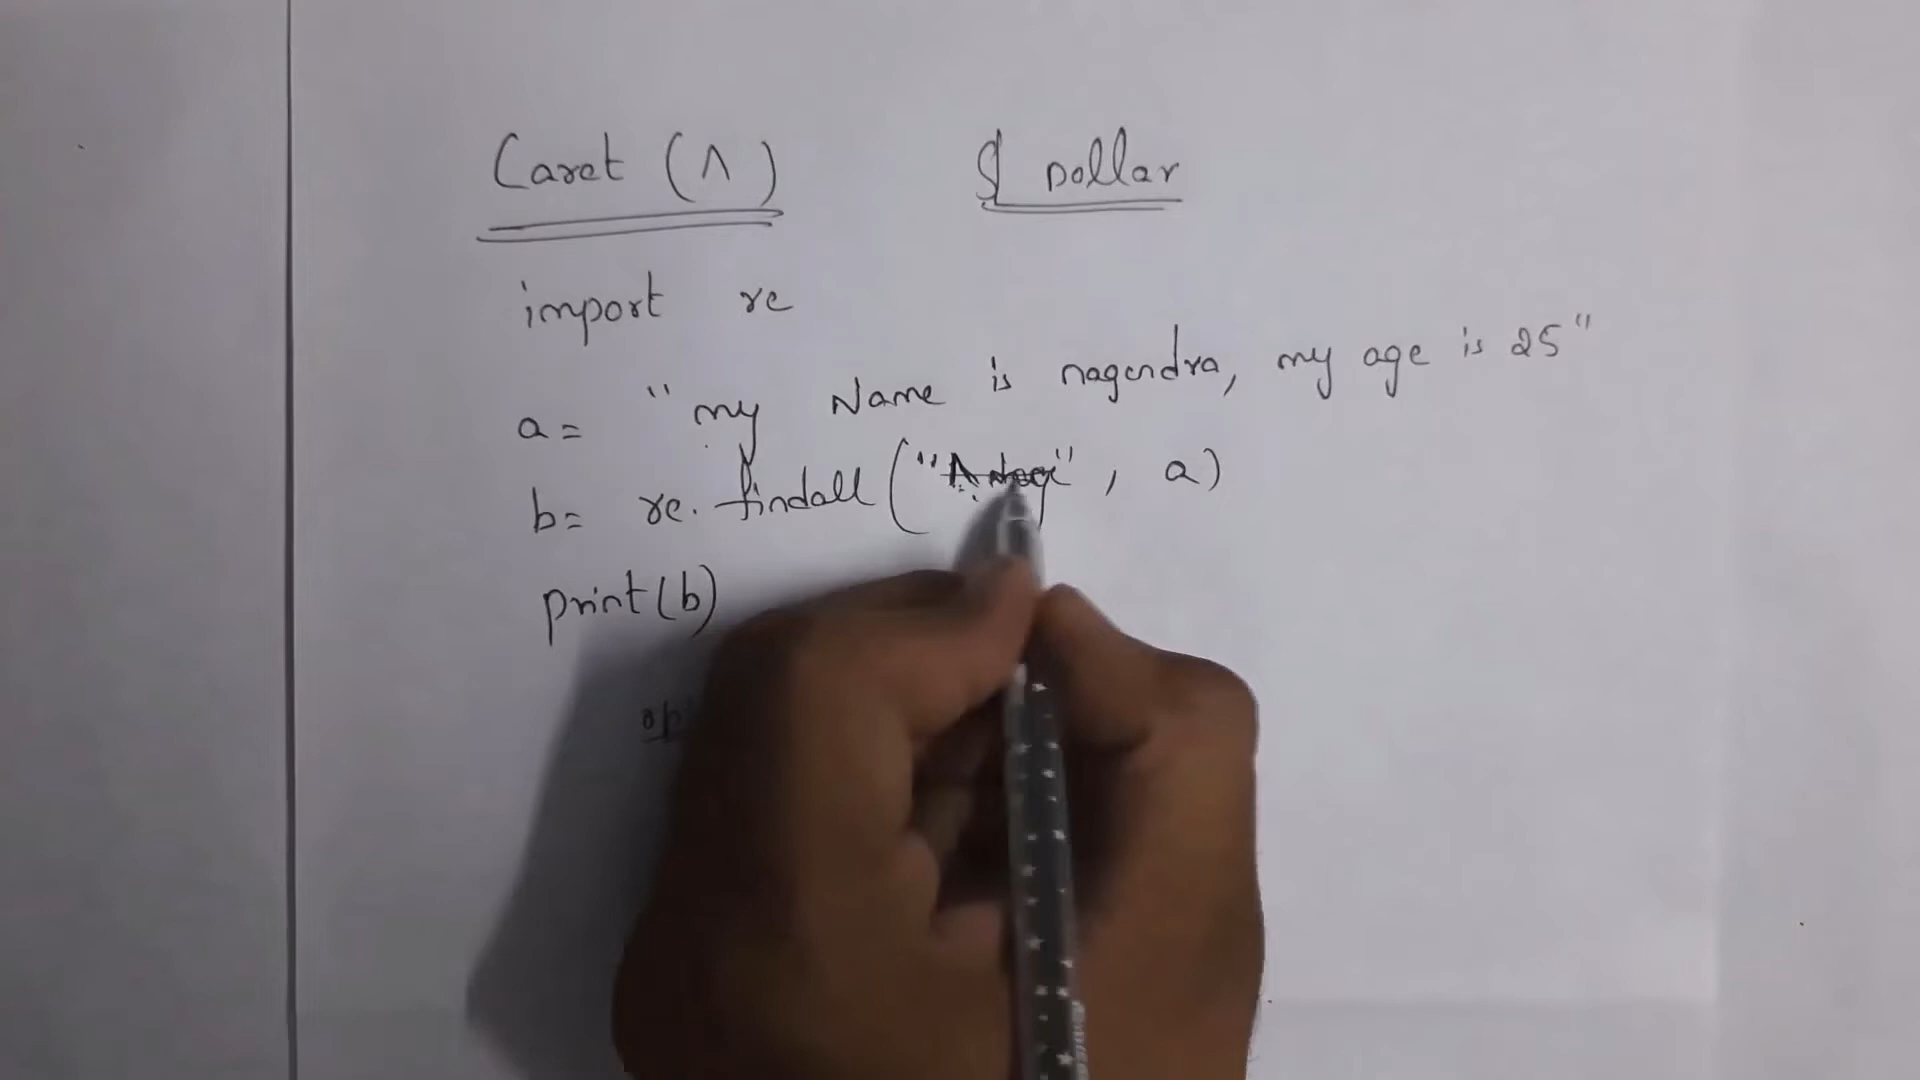 Caret (^) $ Dollar
import re
a= "my Name is nagendra, my age is 25"
b= re.findall(" ", a)
print(b)